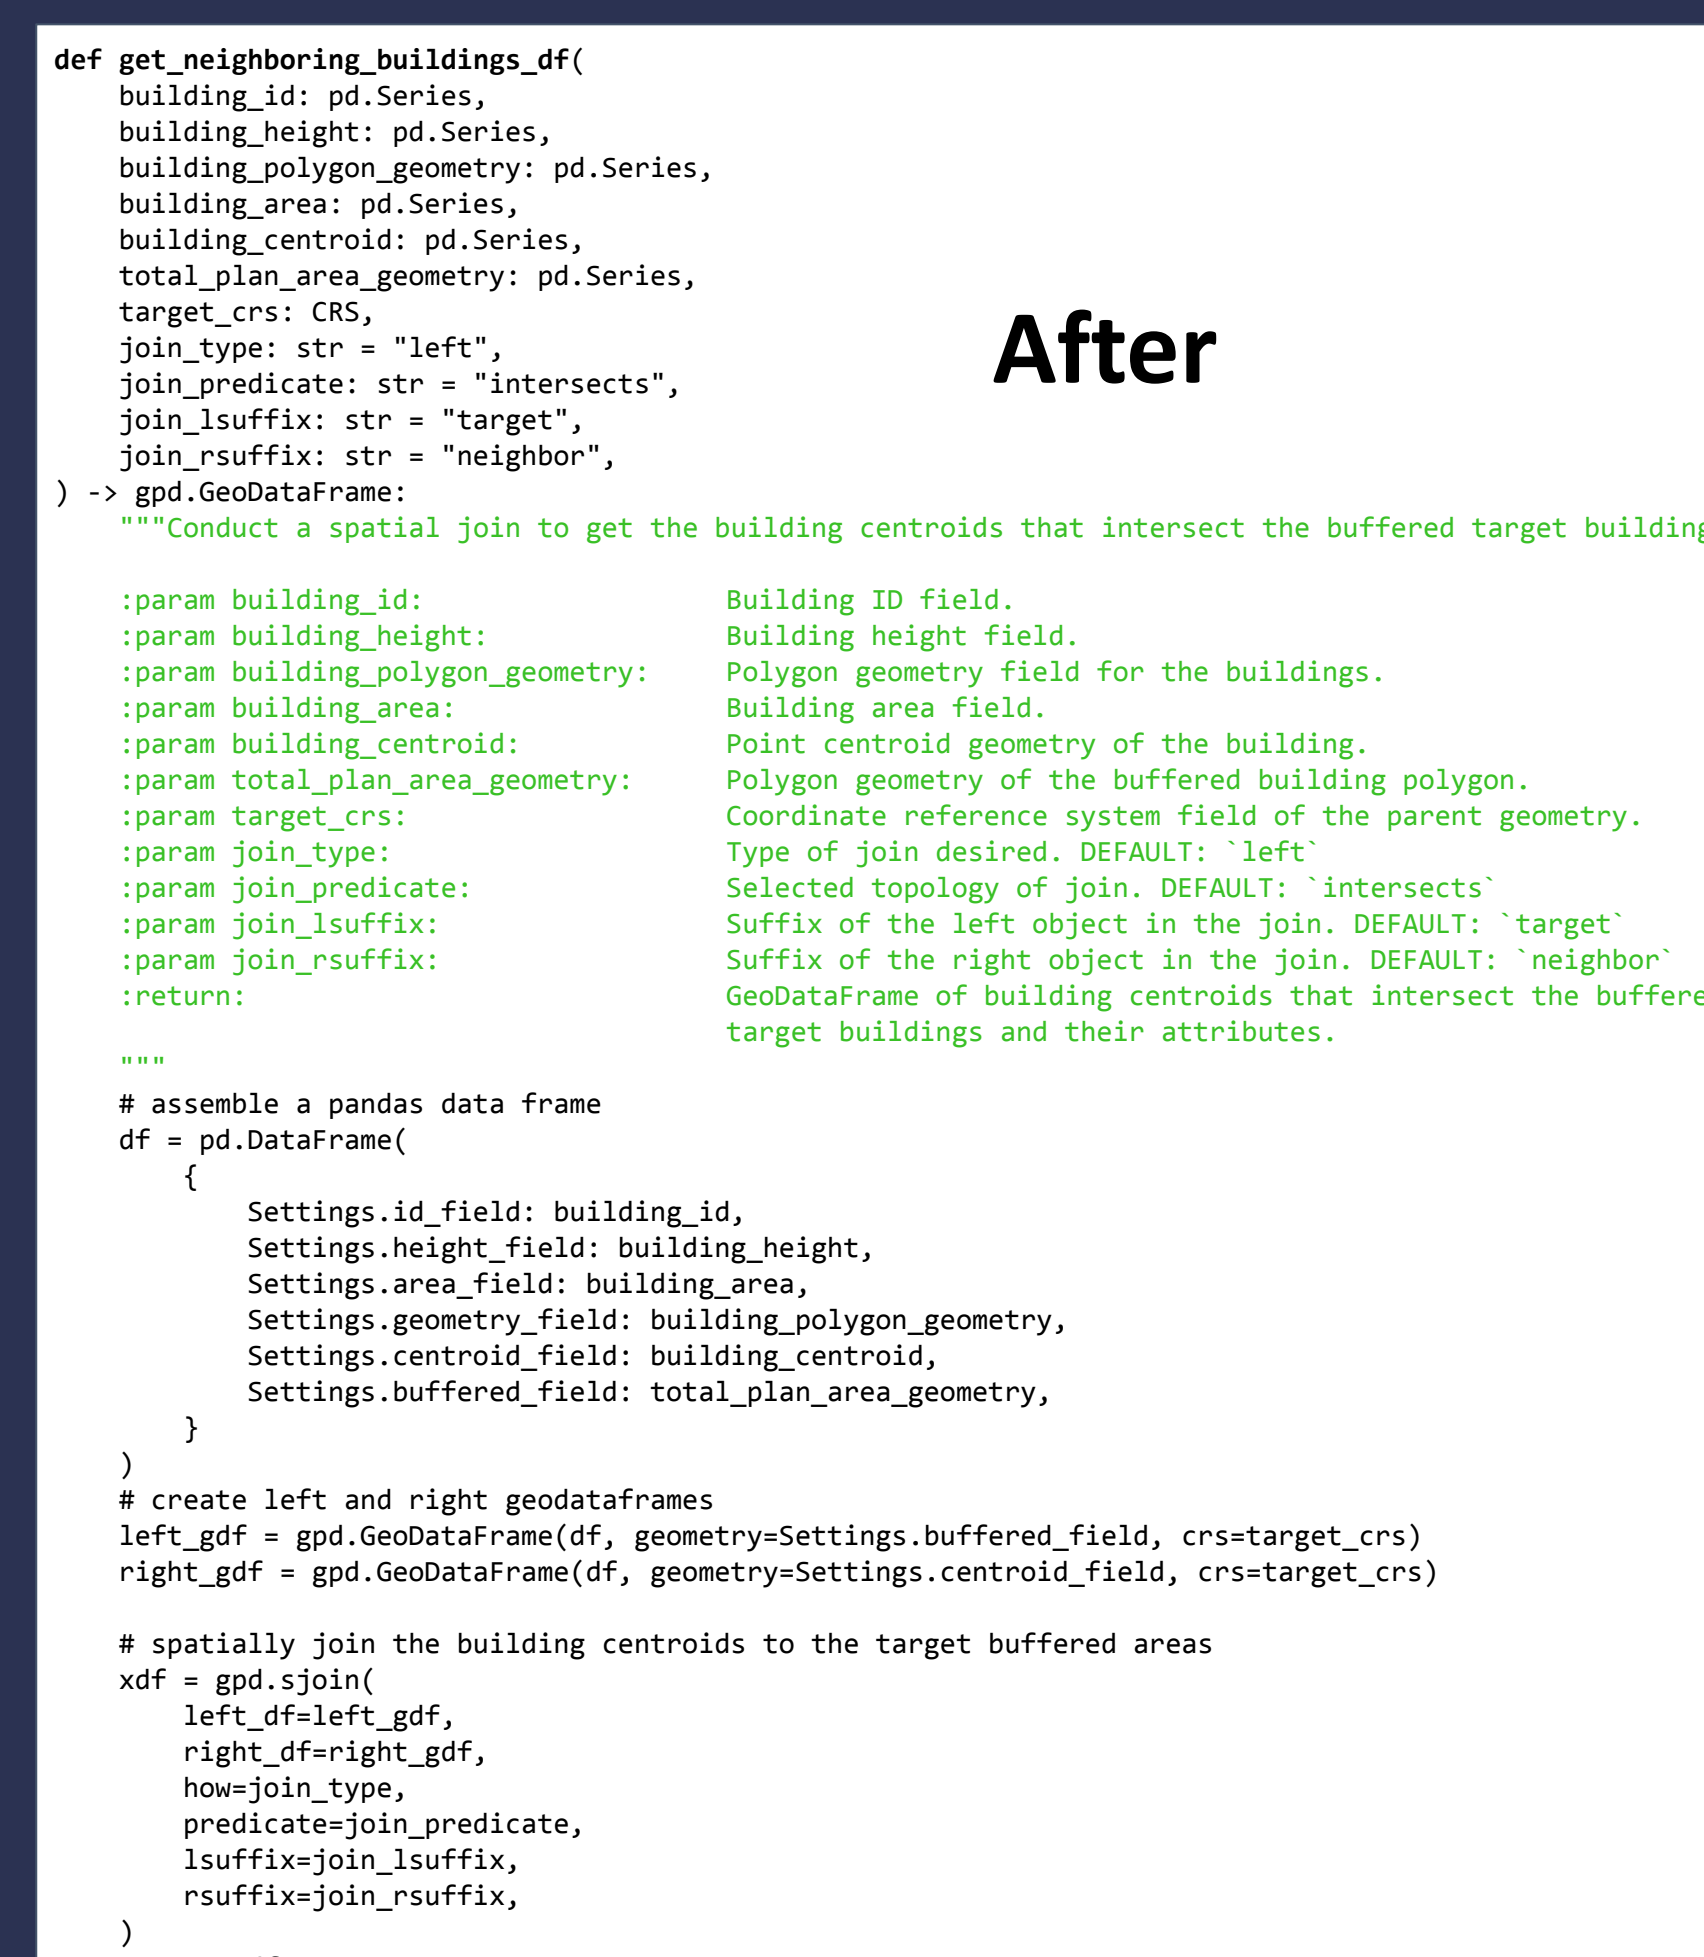 def get_neighboring_buildings_df(
    building_id: pd.Series,
    building_height: pd.Series,
    building_polygon_geometry: pd.Series,
    building_area: pd.Series,
    building_centroid: pd.Series,
    total_plan_area_geometry: pd.Series,
    target_crs: CRS,
    join_type: str = "left",
After
    join_predicate: str = "intersects",
    join_lsuffix: str = "target",
    join_rsuffix: str = "neighbor",
) -> gpd.GeoDataFrame:
    """Conduct a spatial join to get the building centroids that intersect the buffered target

    :param building_id:                   Building ID field.
    :param building_height:               Building height field.
    :param building_polygon_geometry:     Polygon geometry field for the buildings.
    :param building_area:                 Building area field.
    :param building_centroid:             Point centroid geometry of the building.
    :param total_plan_area_geometry:      Polygon geometry of the buffered building polygon.
    :param target_crs:                    Coordinate reference system field of the parent geometry.
    :param join_type:                     Type of join desired. DEFAULT: `left`
    :param join_predicate:                Selected topology of join. DEFAULT: `intersects`
    :param join_lsuffix:                  Suffix of the left object in the join. DEFAULT: `target`
    :param join_rsuffix:                  Suffix of the right object in the join. DEFAULT: `neighbor`
    :return:                              GeoDataFrame of building centroids that intersect the
                                          target buildings and their attributes.
    """
    # assemble a pandas data frame
    df = pd.DataFrame(
        {
            Settings.id_field: building_id,
            Settings.height_field: building_height,
            Settings.area_field: building_area,
            Settings.geometry_field: building_polygon_geometry,
            Settings.centroid_field: building_centroid,
            Settings.buffered_field: total_plan_area_geometry,
        }
    )
    # create left and right geodataframes
    left_gdf = gpd.GeoDataFrame(df, geometry=Settings.buffered_field, crs=target_crs)
    right_gdf = gpd.GeoDataFrame(df, geometry=Settings.centroid_field, crs=target_crs)

    # spatially join the building centroids to the target buffered areas
    xdf = gpd.sjoin(
        left_df=left_gdf,
        right_df=right_gdf,
        how=join_type,
        predicate=join_predicate,
        lsuffix=join_lsuffix,
        rsuffix=join_rsuffix,
    )